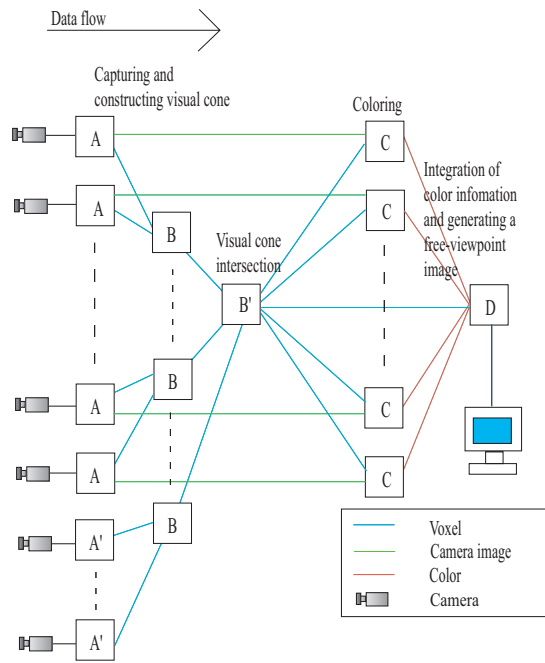 Data flow
Capturing and
constructing visual cone
Coloring
A
C
Integration of
color infomation
and generating a
free-viewpoint
image
A
C
B
Visual cone
intersection
B'
D
B
A
C
A
C
B
A'
A'
Voxel
Camera image
Color
Camera